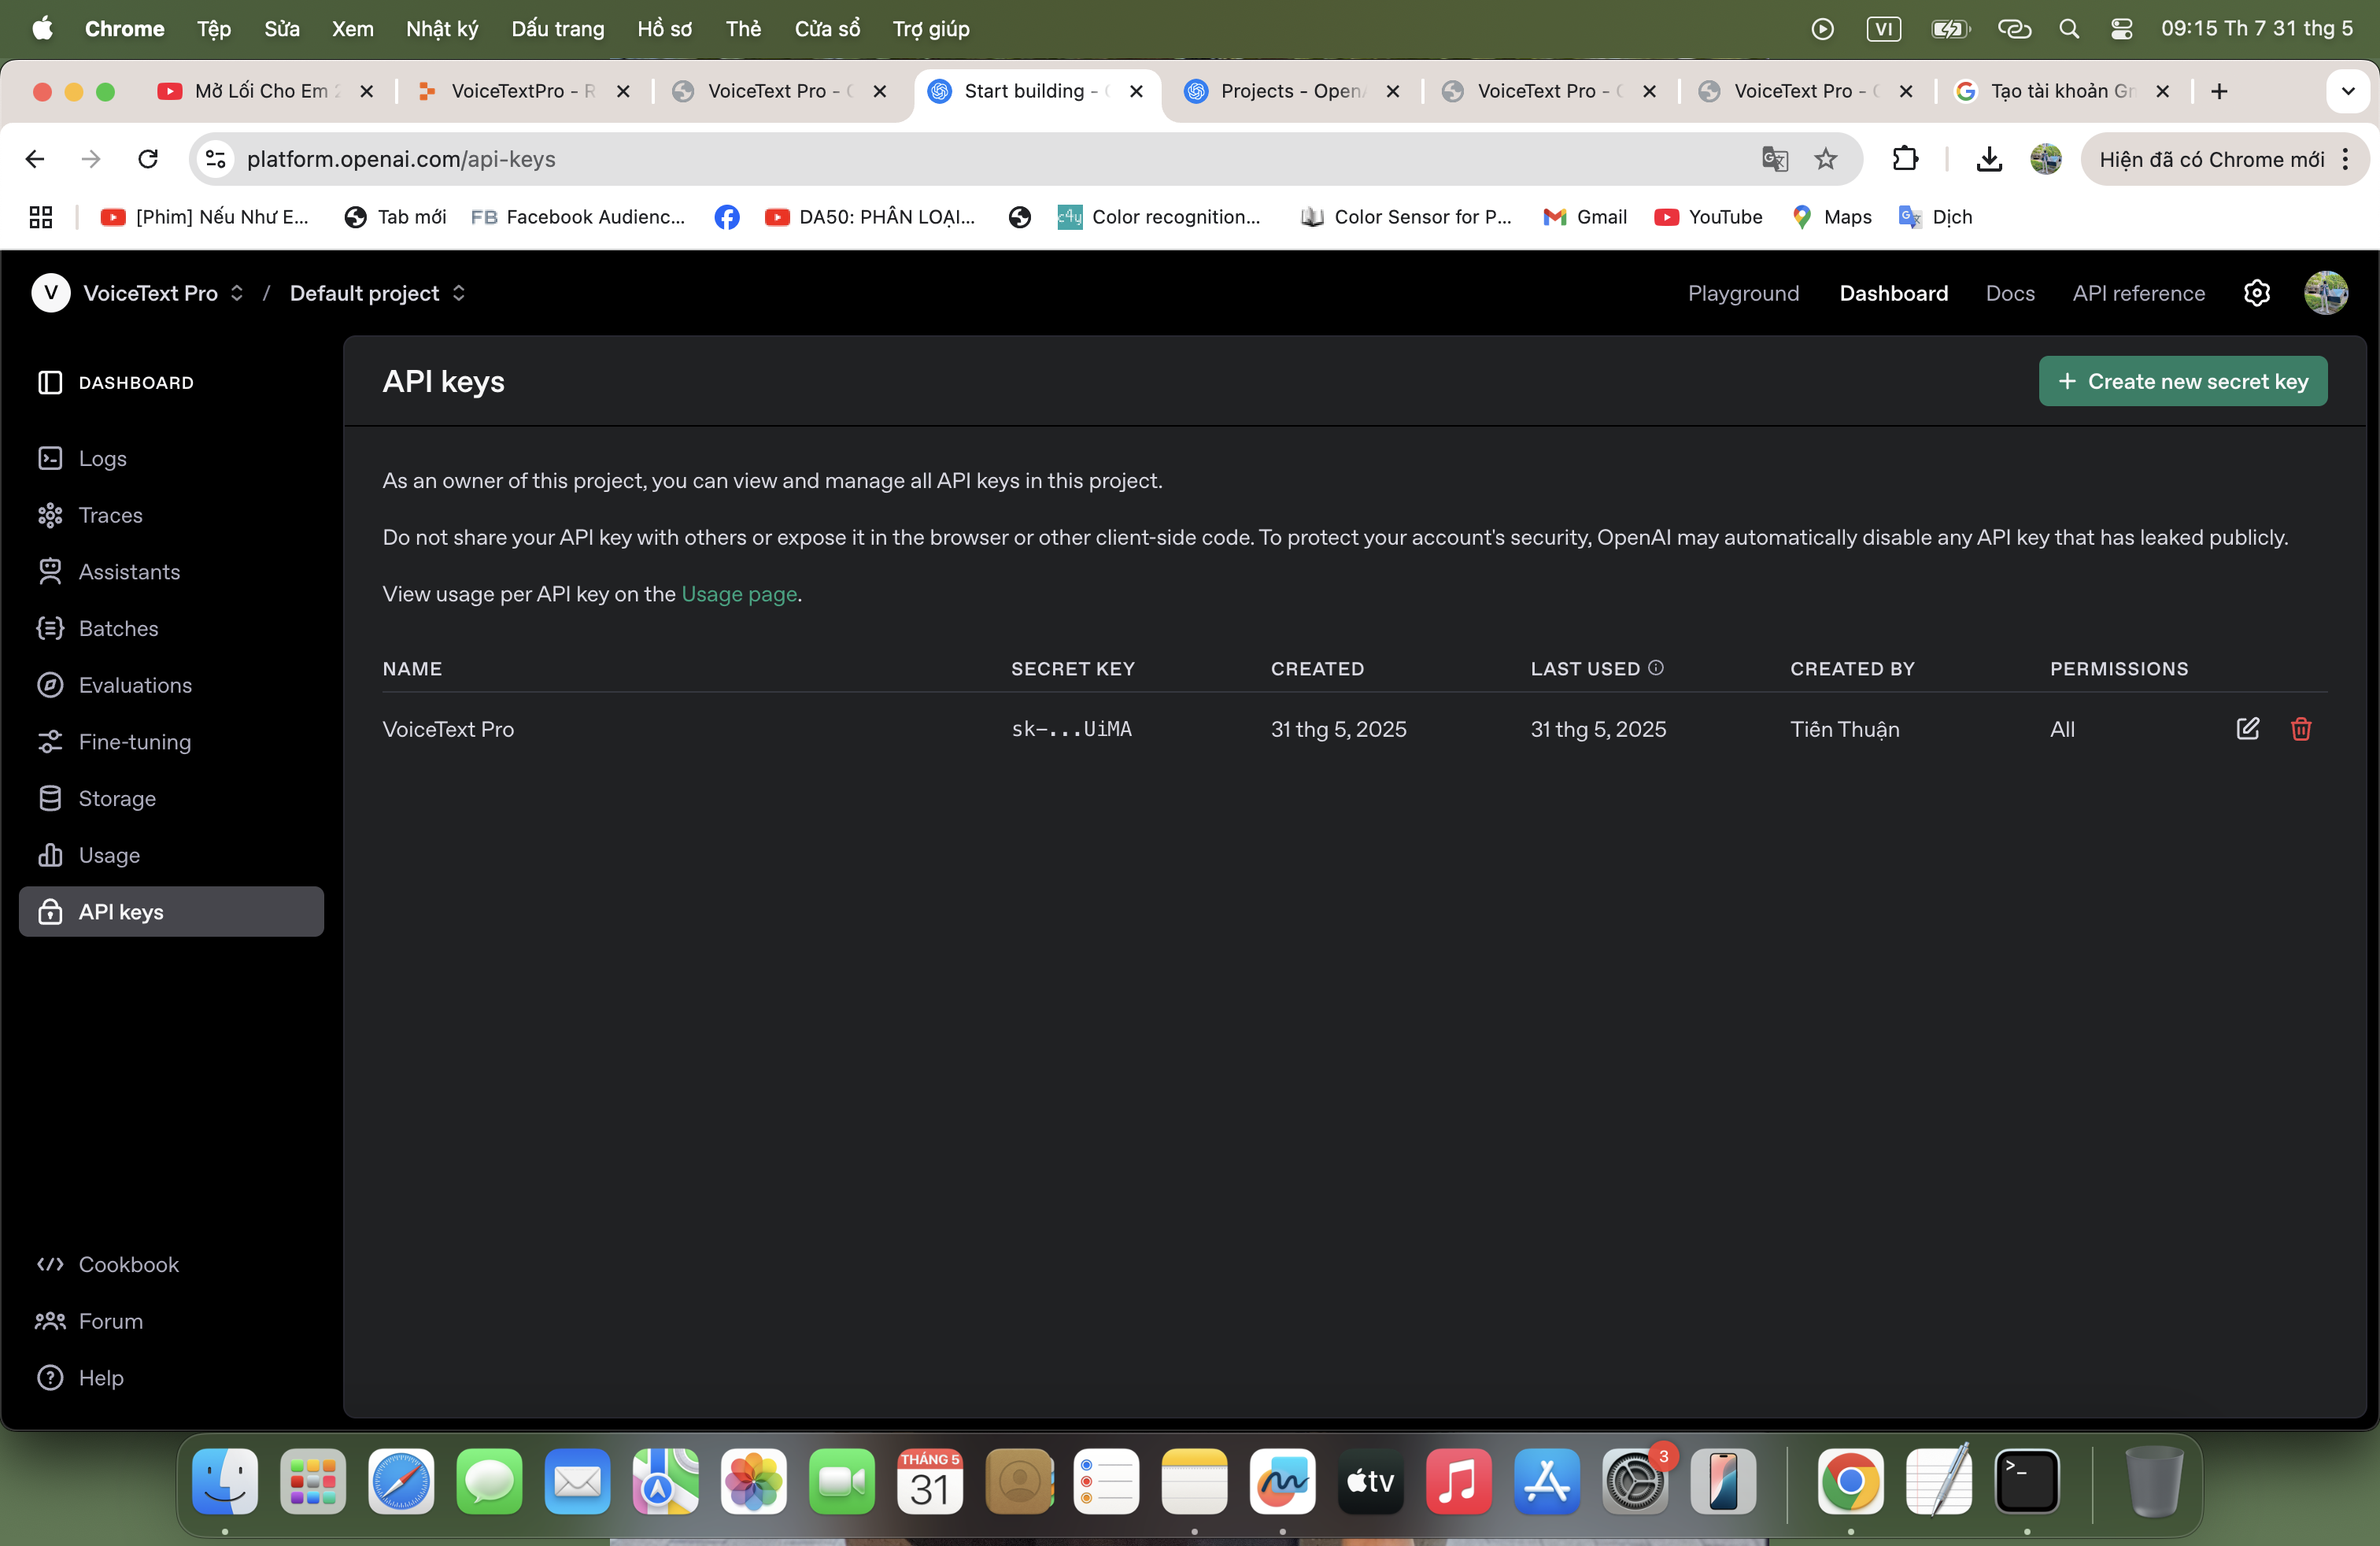 Chrome Tệp Sửa Xem Nhật ký Dấu trang Hồ sơ Thẻ Cửa sổ Trợ giúp VI 09:15 Th 7 31 thg 5
Mở Lối Cho Em VoiceTextPro - R VoiceText Pro - Start building - Projects - Open VoiceText Pro - VoiceText Pro - Tạo tài khoản Gm
platform.openai.com/api-keys Hiện đã có Chrome mới
[Phim] Nếu Như E... Tab mới FB Facebook Audienc... DA50: PHÂN LOẠI... c4y Color recognition... Color Sensor for P... Gmail YouTube Maps Dịch
V VoiceText Pro / Default project Playground Dashboard Docs API reference
DASHBOARD
Logs
Traces
Assistants
Batches
Evaluations
Fine-tuning
Storage
Usage
API keys
Cookbook
Forum
Help
API keys + Create new secret key
As an owner of this project, you can view and manage all API keys in this project.
Do not share your API key with others or expose it in the browser or other client-side code. To protect your account's security, OpenAI may automatically disable any API key that has leaked publicly.
View usage per API key on the Usage page.
NAME SECRET KEY CREATED LAST USED CREATED BY PERMISSIONS
VoiceText Pro sk-...UiMA 31 thg 5, 2025 31 thg 5, 2025 Tiến Thuận All
THÁNG 5
31
tv
3